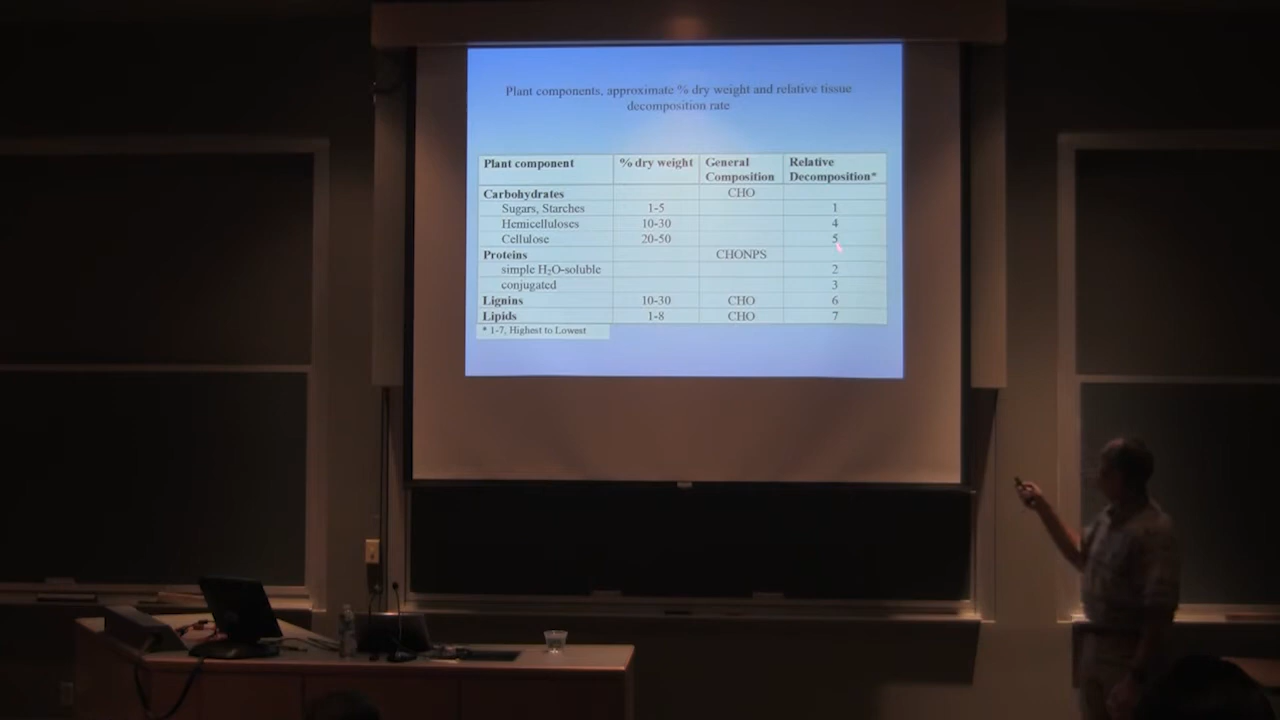 Plant components, approximate % dry weight and relative tissue
decomposition rate
Plant component % dry weight General Composition Relative Decomposition*
Carbohydrates CHO
Sugars, Starches 1-5 1
Hemicelluloses 10-30 4
Cellulose 20-50 5
Proteins CHONPS
simple H₂O-soluble 2
conjugated 3
Lignins 10-30 CHO 6
Lipids 1-8 CHO 7
* 1-7, Highest to Lowest